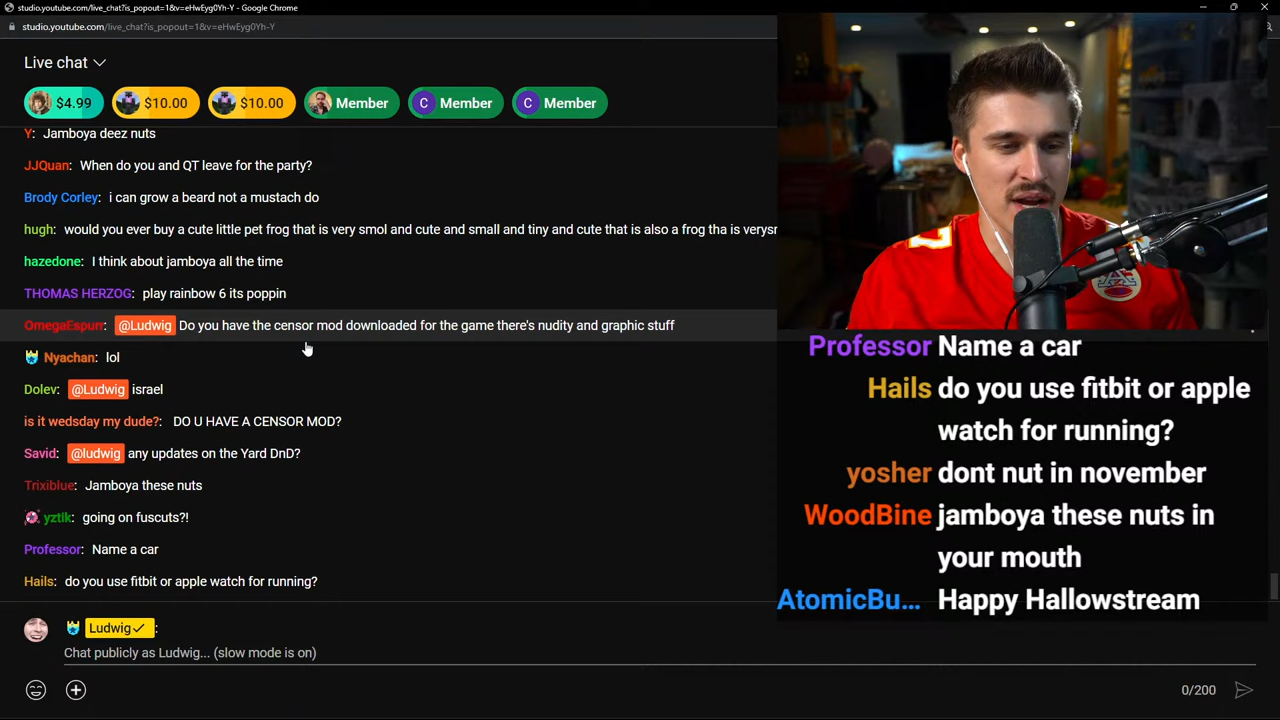 studio.youtube.com/live_chat?is_popout=1&v=eHwEyg0Yh-Y - Google Chrome
studio.youtube.com/live_chat?is_popout=1&v=eHwEyg0Yh-Y
Live chat
$4.99 $10.00 $10.00 Member C Member C Member
Y: Jamboya deez nuts
JJQuan: When do you and QT leave for the party?
Brody Corley: i can grow a beard not a mustach do
hugh: would you ever buy a cute little pet frog that is very smol and cute and small and tiny and cute that is also a frog tha is verysm
hazedone: I think about jamboya all the time
THOMAS HERZOG: play rainbow 6 its poppin
OmegaEspurr: @Ludwig Do you have the censor mod downloaded for the game there's nudity and graphic stuff
Nyachan: lol
Dolev: @Ludwig israel
is it wedsday my dude?: DO U HAVE A CENSOR MOD?
Savid: @ludwig any updates on the Yard DnD?
Trixiblue: Jamboya these nuts
yztik: going on fuscuts?!
Professor: Name a car
Hails: do you use fitbit or apple watch for running?
Ludwig✓:
Chat publicly as Ludwig... (slow mode is on)
0/200
7
Professor Name a car
Hails do you use fitbit or apple
watch for running?
yosher dont nut in november
WoodBine jamboya these nuts in
your mouth
AtomicBu... Happy Hallowstream